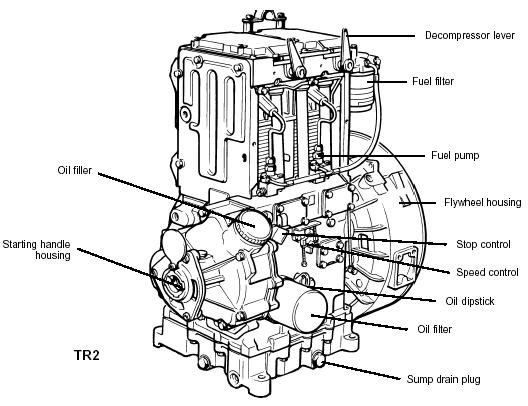 Decompressor lever
Fuel filter
Fuel pump
Oil filler
Flywheel housing
Starting handle
housing
Stop control
Speed control
Oil dipstick
Oil filter
TR2
Sump drain plug